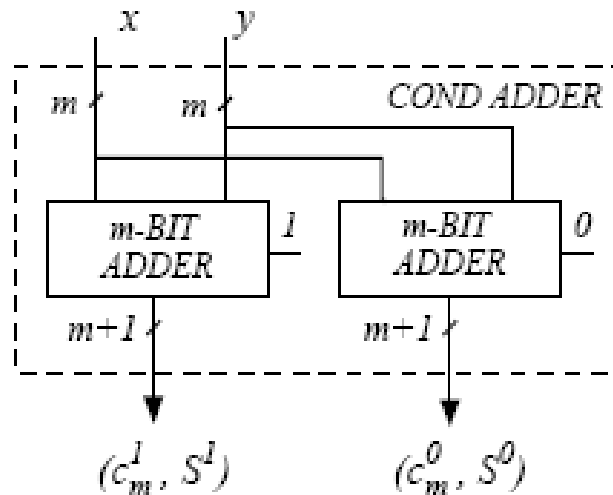 x y
m m COND ADDER
m-BIT ADDER 1
m-BIT ADDER 0
m+1 m+1
(c_m^1, S^1) (c_m^0, S^0)